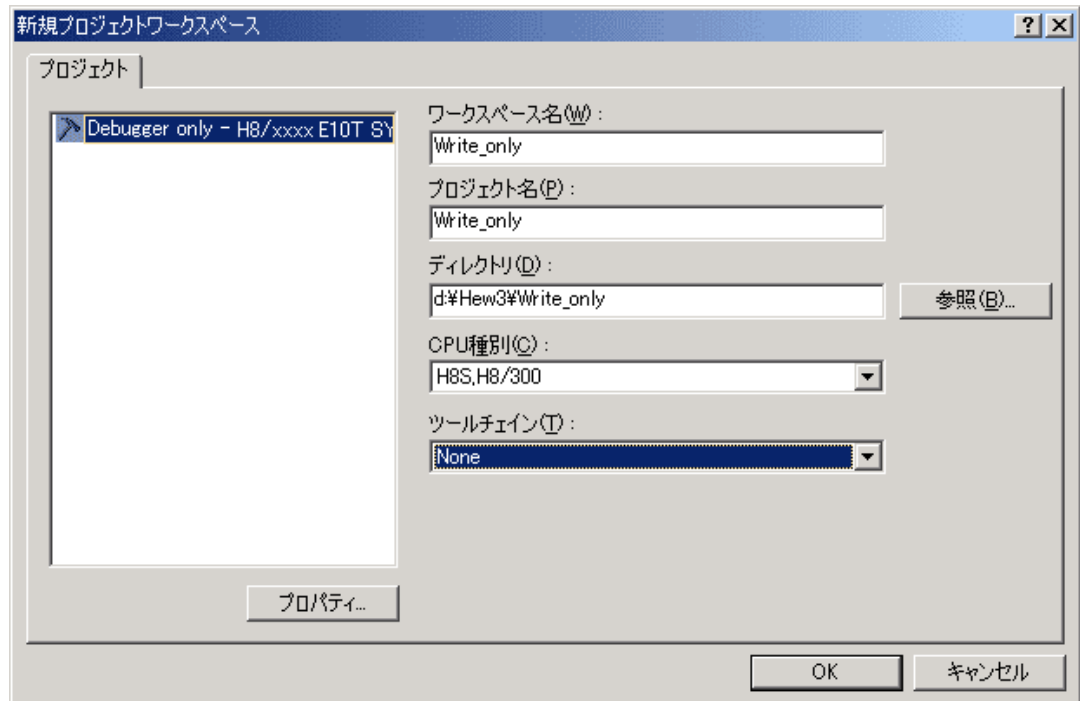 新規プロジェクトワークスペース
プロジェクト
Debugger only - H8/xxxx E10T SY
ワークスペース名(W) :
Write_only
プロジェクト名(P) :
Write_only
ディレクトリ(D) :
d:¥Hew3¥Write_only
参照(B)...
CPU種別(C) :
H8S,H8/300
ツールチェイン(T) :
None
プロパティ...
OK
キャンセル